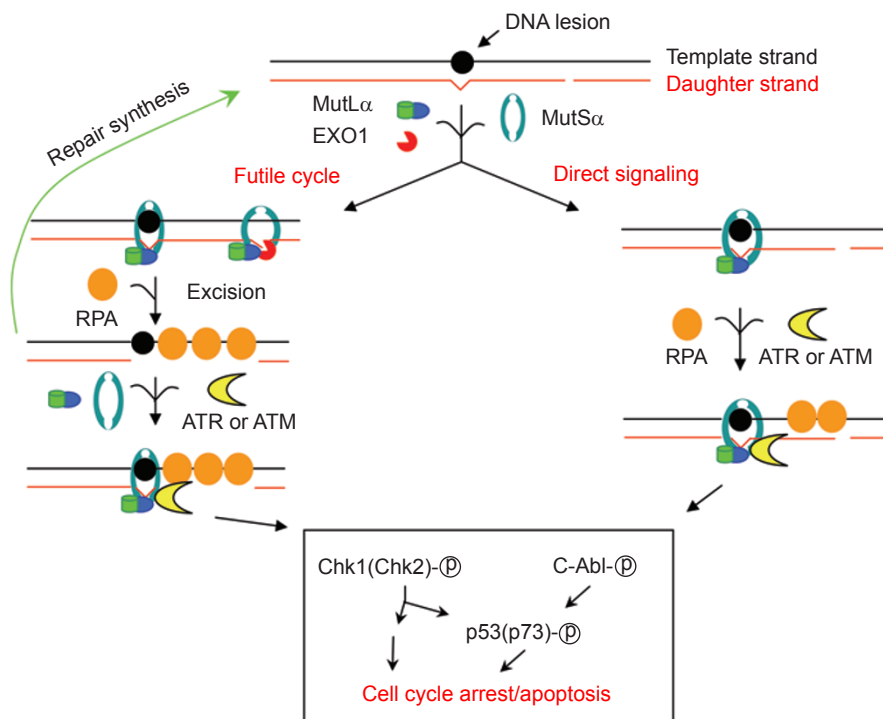 DNA lesion
Template strand
Daughter strand
MutLα
EXO1
MutSα
Repair synthesis
Futile cycle
Direct signaling
RPA
Excision
RPA
ATR or ATM
ATR or ATM
Chk1(Chk2)-ⓟ
C-Abl-ⓟ
p53(p73)-ⓟ
Cell cycle arrest/apoptosis